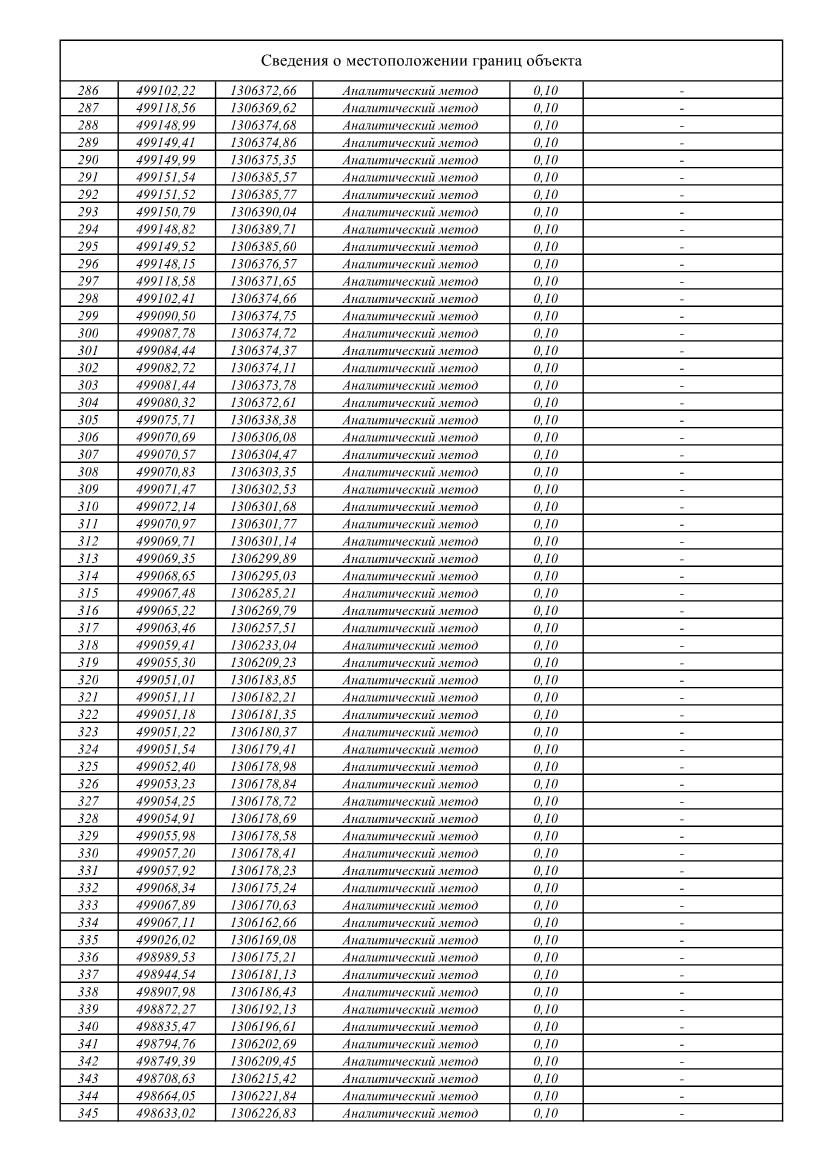 Сведения о местоположении границ объекта
286 499102,22 1306372,66 Аналитический метод 0,10 -
287 499118,56 1306369,62 Аналитический метод 0,10 -
288 499148,99 1306374,68 Аналитический метод 0,10 -
289 499149,41 1306374,86 Аналитический метод 0,10 -
290 499149,99 1306375,35 Аналитический метод 0,10 -
291 499151,54 1306385,57 Аналитический метод 0,10 -
292 499151,52 1306385,77 Аналитический метод 0,10 -
293 499150,79 1306390,04 Аналитический метод 0,10 -
294 499148,82 1306389,71 Аналитический метод 0,10 -
295 499149,52 1306385,60 Аналитический метод 0,10 -
296 499148,15 1306376,57 Аналитический метод 0,10 -
297 499118,58 1306371,65 Аналитический метод 0,10 -
298 499102,41 1306374,66 Аналитический метод 0,10 -
299 499090,50 1306374,75 Аналитический метод 0,10 -
300 499087,78 1306374,72 Аналитический метод 0,10 -
301 499084,44 1306374,37 Аналитический метод 0,10 -
302 499082,72 1306374,11 Аналитический метод 0,10 -
303 499081,44 1306373,78 Аналитический метод 0,10 -
304 499080,32 1306372,61 Аналитический метод 0,10 -
305 499075,71 1306338,38 Аналитический метод 0,10 -
306 499070,69 1306306,08 Аналитический метод 0,10 -
307 499070,57 1306304,47 Аналитический метод 0,10 -
308 499070,83 1306303,35 Аналитический метод 0,10 -
309 499071,47 1306302,53 Аналитический метод 0,10 -
310 499072,14 1306301,68 Аналитический метод 0,10 -
311 499070,97 1306301,77 Аналитический метод 0,10 -
312 499069,71 1306301,14 Аналитический метод 0,10 -
313 499069,35 1306299,89 Аналитический метод 0,10 -
314 499068,65 1306295,03 Аналитический метод 0,10 -
315 499067,48 1306285,21 Аналитический метод 0,10 -
316 499065,22 1306269,79 Аналитический метод 0,10 -
317 499063,46 1306257,51 Аналитический метод 0,10 -
318 499059,41 1306233,04 Аналитический метод 0,10 -
319 499055,30 1306209,23 Аналитический метод 0,10 -
320 499051,01 1306183,85 Аналитический метод 0,10 -
321 499051,11 1306182,21 Аналитический метод 0,10 -
322 499051,18 1306181,35 Аналитический метод 0,10 -
323 499051,22 1306180,37 Аналитический метод 0,10 -
324 499051,54 1306179,41 Аналитический метод 0,10 -
325 499052,40 1306178,98 Аналитический метод 0,10 -
326 499053,23 1306178,84 Аналитический метод 0,10 -
327 499054,25 1306178,72 Аналитический метод 0,10 -
328 499054,91 1306178,69 Аналитический метод 0,10 -
329 499055,98 1306178,58 Аналитический метод 0,10 -
330 499057,20 1306178,41 Аналитический метод 0,10 -
331 499057,92 1306178,23 Аналитический метод 0,10 -
332 499068,34 1306175,24 Аналитический метод 0,10 -
333 499067,89 1306170,63 Аналитический метод 0,10 -
334 499067,11 1306162,66 Аналитический метод 0,10 -
335 499026,02 1306169,08 Аналитический метод 0,10 -
336 498989,53 1306175,21 Аналитический метод 0,10 -
337 498944,54 1306181,13 Аналитический метод 0,10 -
338 498907,98 1306186,43 Аналитический метод 0,10 -
339 498872,27 1306192,13 Аналитический метод 0,10 -
340 498835,47 1306196,61 Аналитический метод 0,10 -
341 498794,76 1306202,69 Аналитический метод 0,10 -
342 498749,39 1306209,45 Аналитический метод 0,10 -
343 498708,63 1306215,42 Аналитический метод 0,10 -
344 498664,05 1306221,84 Аналитический метод 0,10 -
345 498633,02 1306226,83 Аналитический метод 0,10 -